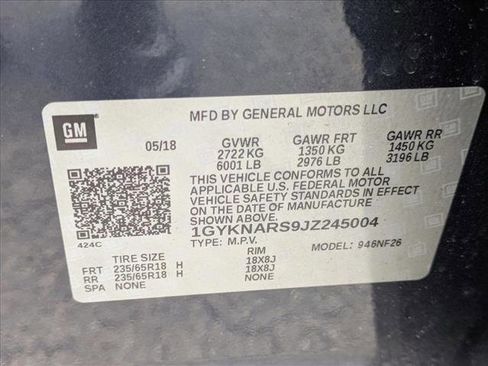 GM
MFD BY GENERAL MOTORS LLC
05/18 GVWR GAWR FRT GAWR RR
2722 KG 1350 KG 1450 KG
6001 LB 2976 LB 3196 LB
THIS VEHICLE CONFORMS TO ALL
APPLICABLE U.S. FEDERAL MOTOR
VEHICLE SAFETY STANDARDS IN EFFECT
ON THE DATE OF MANUFACTURE
SHOWN ABOVE.
1GYKNARS9JZ245004
TYPE: M.P.V. MODEL: 946NF26
424C
TIRE SIZE RIM
FRT 235/65R18 H 18X8J
RR 235/65R18 H 18X8J
SPA NONE NONE